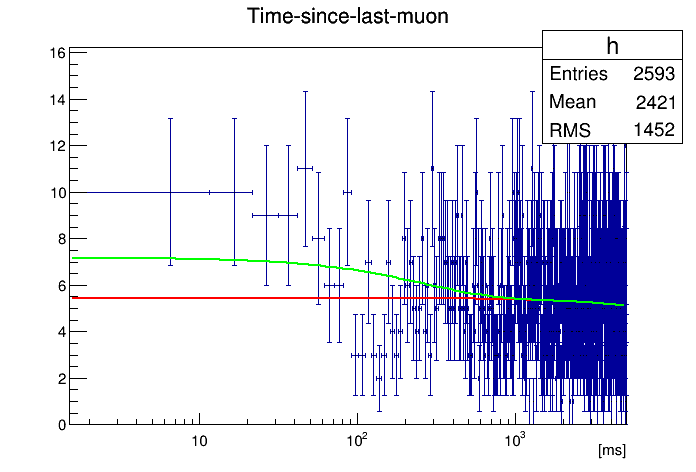 Time-since-last-muon
h
Entries 2593
Mean 2421
RMS 1452
16
14
12
10
8
6
4
2
0
10
10²
10³
[ms]